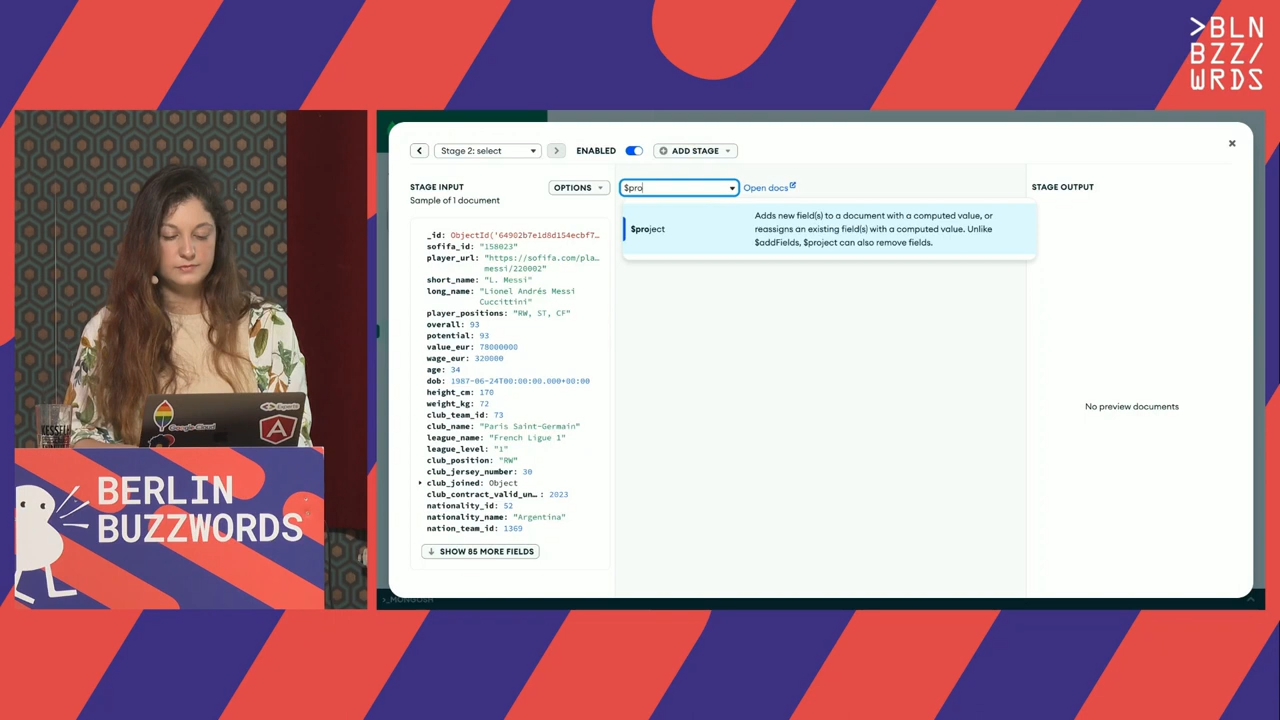 >BLN
BZZ/
WRDS
Stage 2: select
ENABLED
ADD STAGE
STAGE INPUT
OPTIONS
Sample of 1 document
$pro
Open docs
STAGE OUTPUT
$project
Adds new field(s) to a document with a computed value, or
reassigns an existing field(s) with a computed value. Unlike
$addFields, $project can also remove fields.
_id: ObjectId('64902b7e1d8d154ecbf7…
sofifa_id: "158023"
player_url: "https://sofifa.com/pla…
messi/220002"
short_name: "L. Messi"
long_name: "Lionel Andrés Messi
Cuccittini"
player_positions: "RW, ST, CF"
overall: 93
potential: 93
value_eur: 78000000
wage_eur: 320000
age: 34
dob: 1987-06-24T00:00:00.000+00:00
height_cm: 170
weight_kg: 72
club_team_id: 73
club_name: "Paris Saint-Germain"
league_name: "French Ligue 1"
league_level: "1"
club_position: "RW"
club_jersey_number: 30
club_joined: Object
club_contract_valid_un…: 2023
nationality_id: 52
nationality_name: "Argentina"
nation_team_id: 1369
SHOW 85 MORE FIELDS
No preview documents
>_MONGOSH
<> Experts
Google Cloud
A
KESSEL
BERLIN
BUZZWORDS